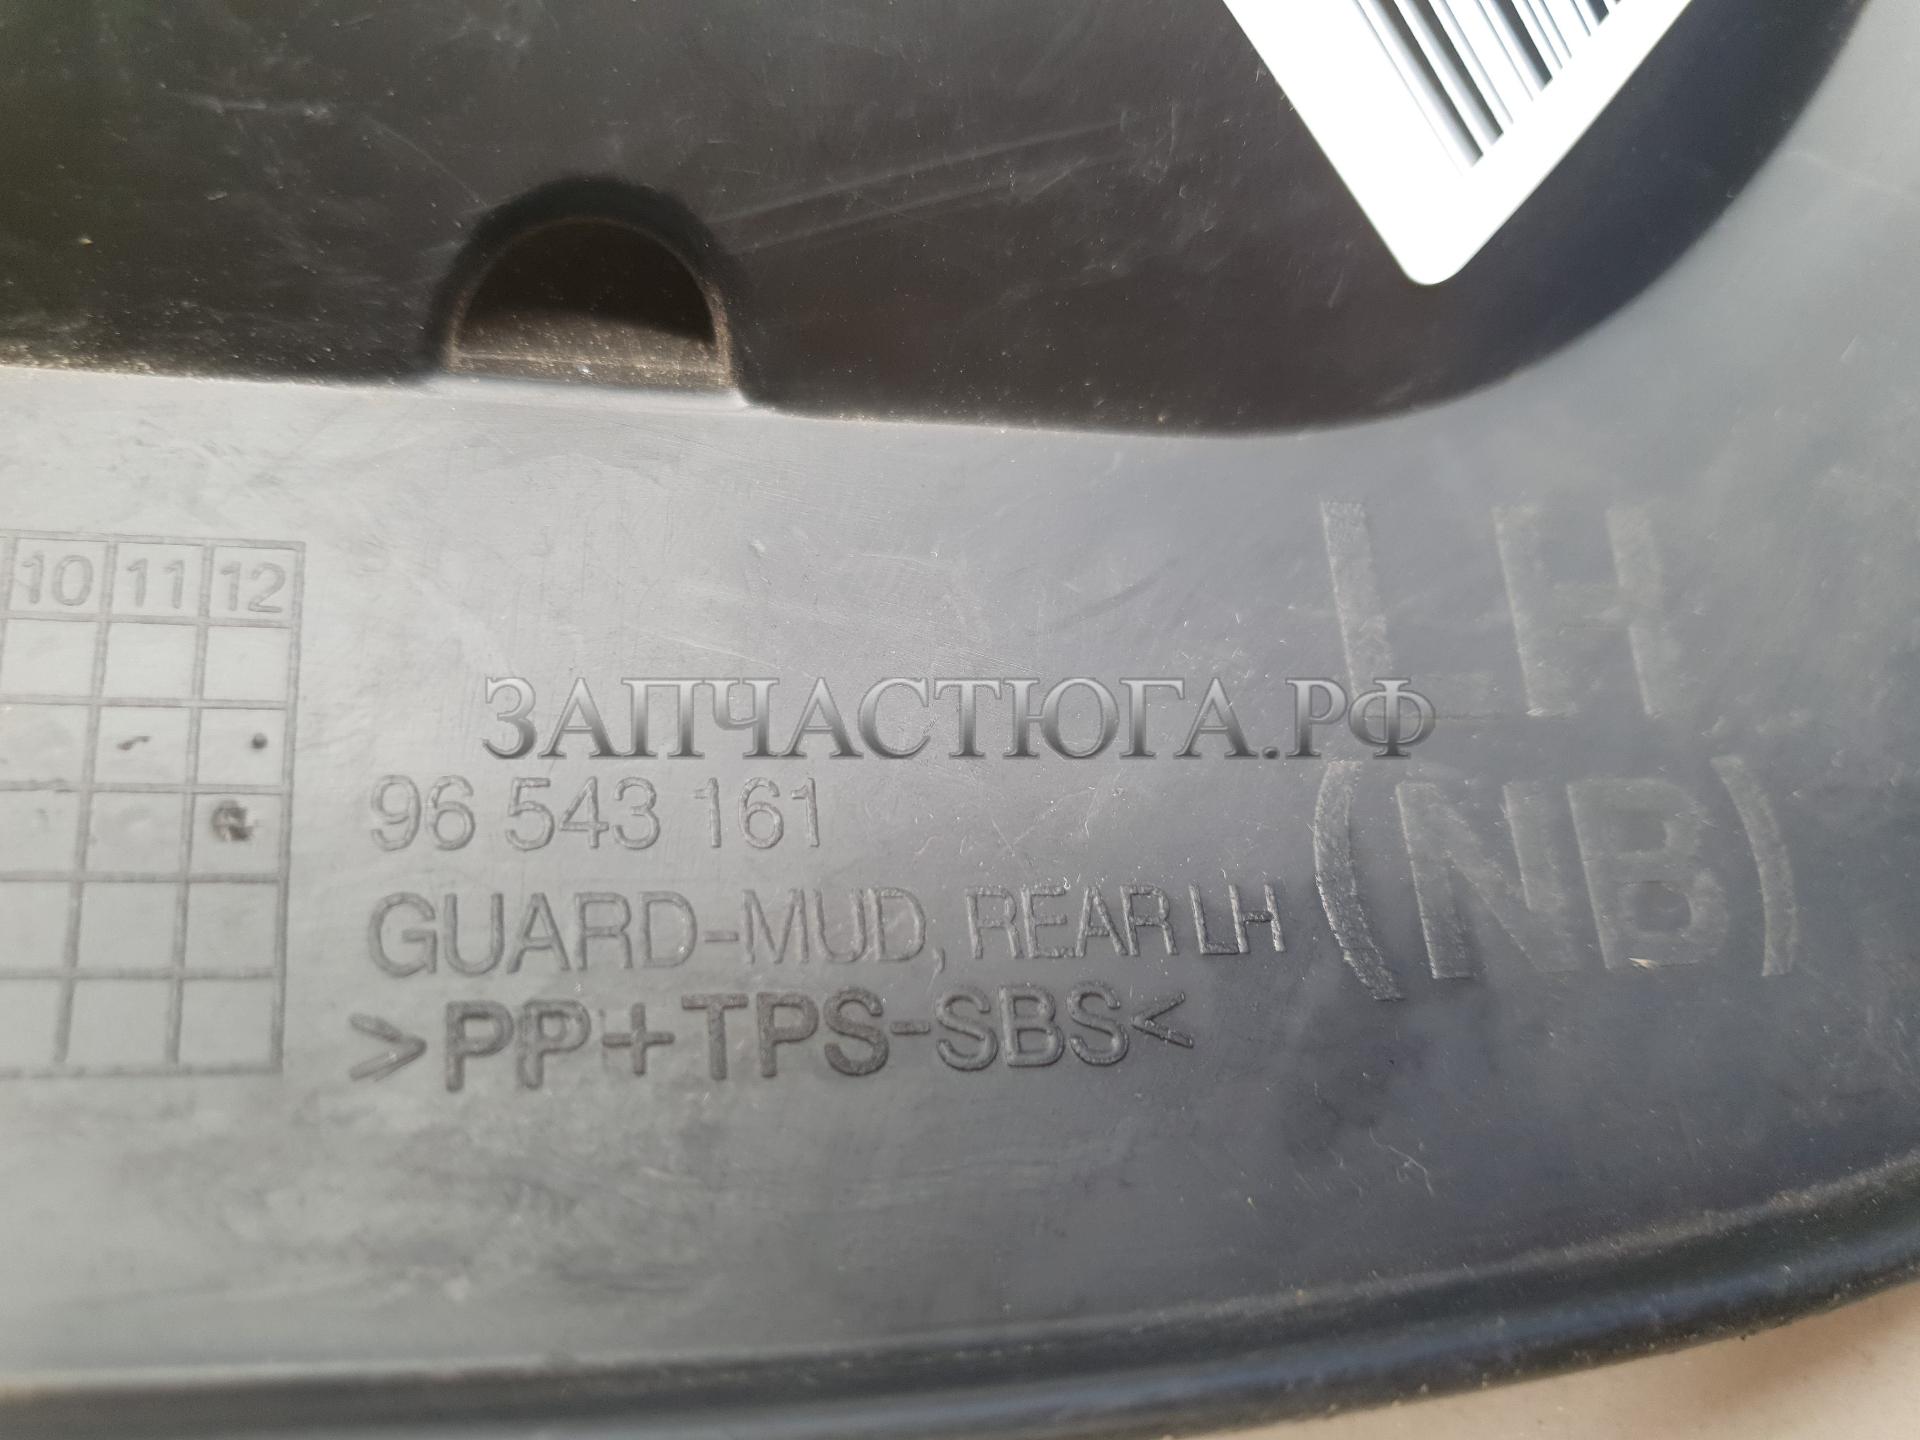 10 11 12
LH
ЗАПЧАСТЮГА.РФ
(NB)
96 543 161
GUARD-MUD, REAR LH
>PP+TPS-SBS<